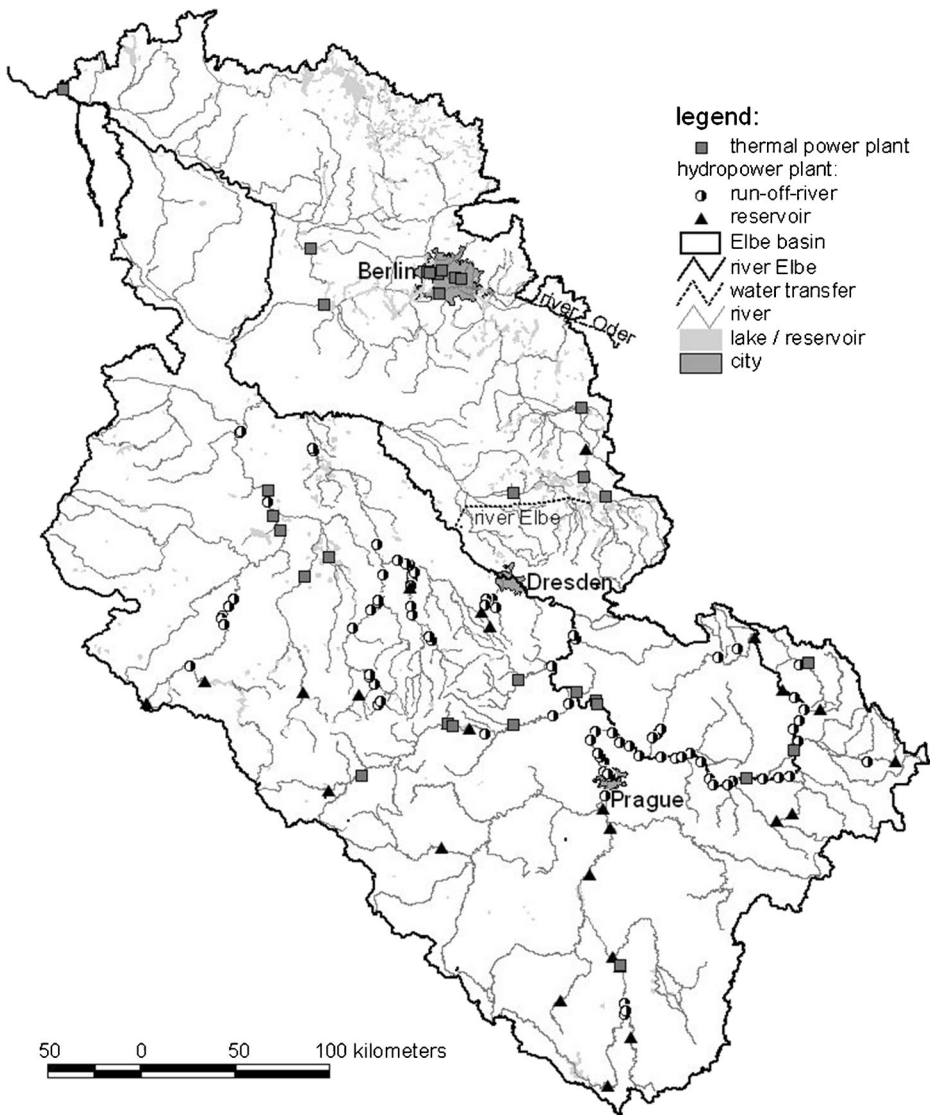 legend:
thermal power plant
hydropower plant:
run-off-river
reservoir
Elbe basin
river Elbe
water transfer
river
lake / reservoir
city
Berlin
river Oder
river Elbe
Dresden
Prague
50 0 50 100 kilometers